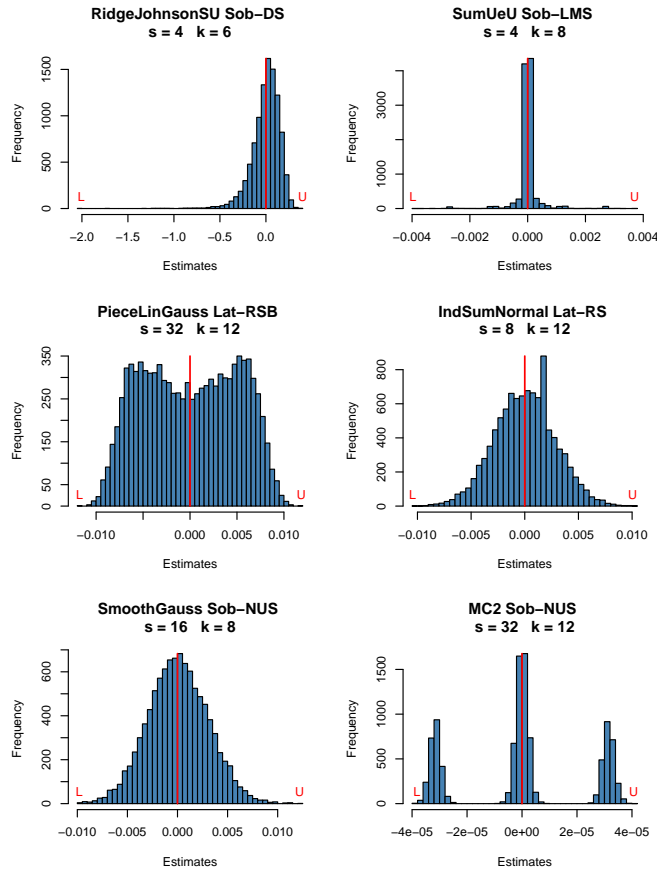 RidgeJohnsonSU Sob−DS
s = 4 k = 6
Frequency
0
500
1000
1500
L
U
−2.0
−1.5
−1.0
−0.5
0.0
Estimates
SumUeU Sob−LMS
s = 4 k = 8
Frequency
0
1000
3000
L
U
−0.004
−0.002
0.000
0.002
0.004
Estimates
PieceLinGauss Lat−RSB
s = 32 k = 12
Frequency
0
50
150
250
350
L
U
−0.010
0.000
0.005
0.010
Estimates
IndSumNormal Lat−RS
s = 8 k = 12
Frequency
0
200
400
600
800
L
U
−0.010
−0.005
0.000
0.005
0.010
Estimates
SmoothGauss Sob−NUS
s = 16 k = 8
Frequency
0
200
400
600
L
U
−0.010
−0.005
0.000
0.005
0.010
Estimates
MC2 Sob−NUS
s = 32 k = 12
Frequency
0
500
1000
1500
L
U
−4e−05
−2e−05
0e+00
2e−05
4e−05
Estimates